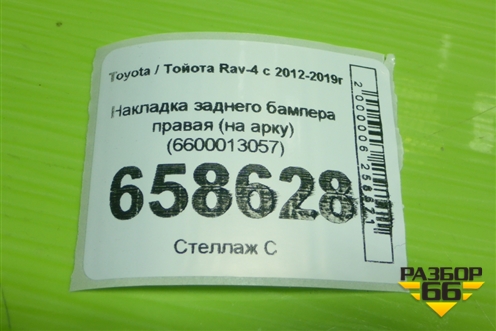 Toyota / Тойота Rav-4 с 2012-2019г
Накладка заднего бампера
правая (на арку)
(6600013057)
658628
Стеллаж С
РАЗБОР
66